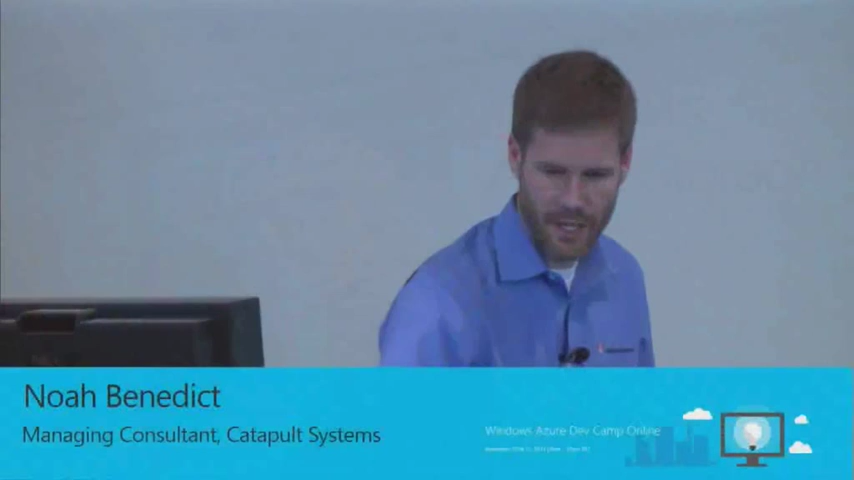 Noah Benedict
Managing Consultant, Catapult Systems
Windows Azure Dev Camp Online